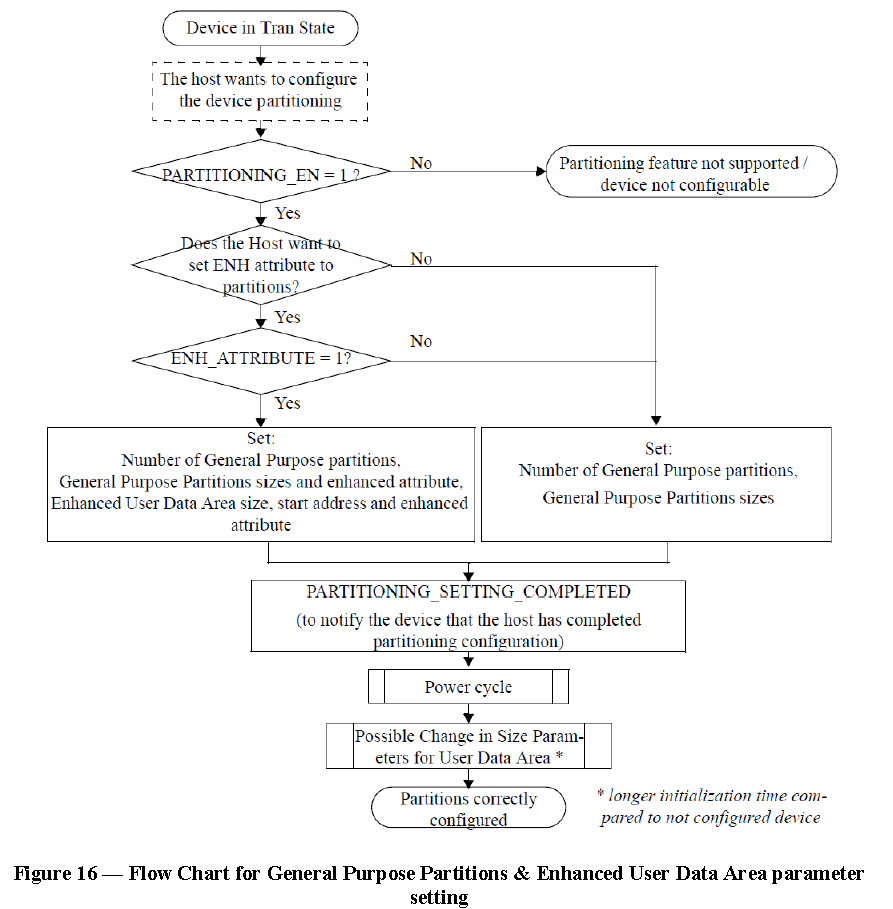 Device in Tran State
The host wants to configure
the device partitioning
PARTITIONING_EN = 1.?
No
Partitioning feature not supported /
device not configurable
Yes
Does the Host want to
set ENH attribute to
partitions?
No
Yes
ENH_ATTRIBUTE = 1?
No
Yes
Set:
Number of General Purpose partitions,
General Purpose Partitions sizes and enhanced attribute,
Enhanced User Data Area size, start address and enhanced
attribute
Set:
Number of General Purpose partitions,
General Purpose Partitions sizes
PARTITIONING_SETTING_COMPLETED
(to notify the device that the host has completed
partitioning configuration)
Power cycle
Possible Change in Size Param-
eters for User Data Area *
Partitions correctly
configured
* longer initialization time com-
pared to not configured device
Figure 16 — Flow Chart for General Purpose Partitions & Enhanced User Data Area parameter
setting